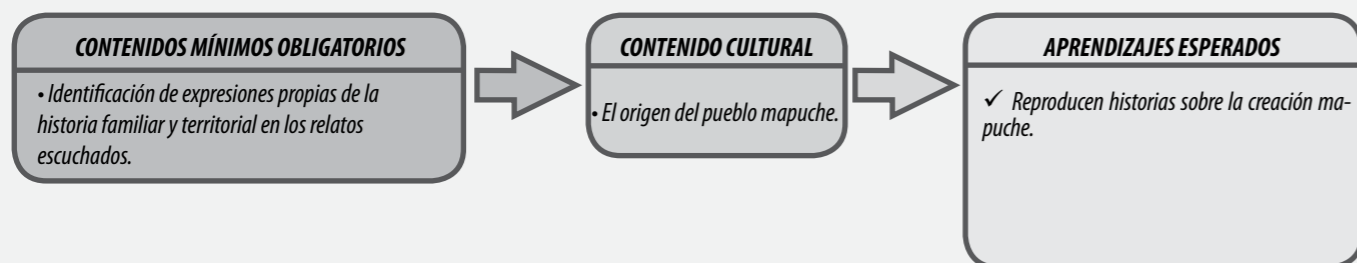 CONTENIDOS MÍNIMOS OBLIGATORIOS
• Identificación de expresiones propias de la
historia familiar y territorial en los relatos
escuchados.
CONTENIDO CULTURAL
• El origen del pueblo mapuche.
APRENDIZAJES ESPERADOS
✓ Reproducen historias sobre la creación ma-
puche.